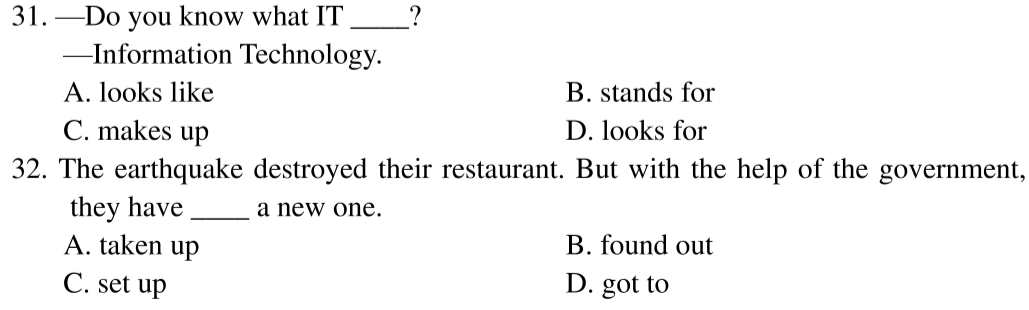 31. —Do you know what IT ____?
—Information Technology.
A. looks like B. stands for
C. makes up D. looks for
32. The earthquake destroyed their restaurant. But with the help of the government,
they have ____ a new one.
A. taken up B. found out
C. set up D. got to